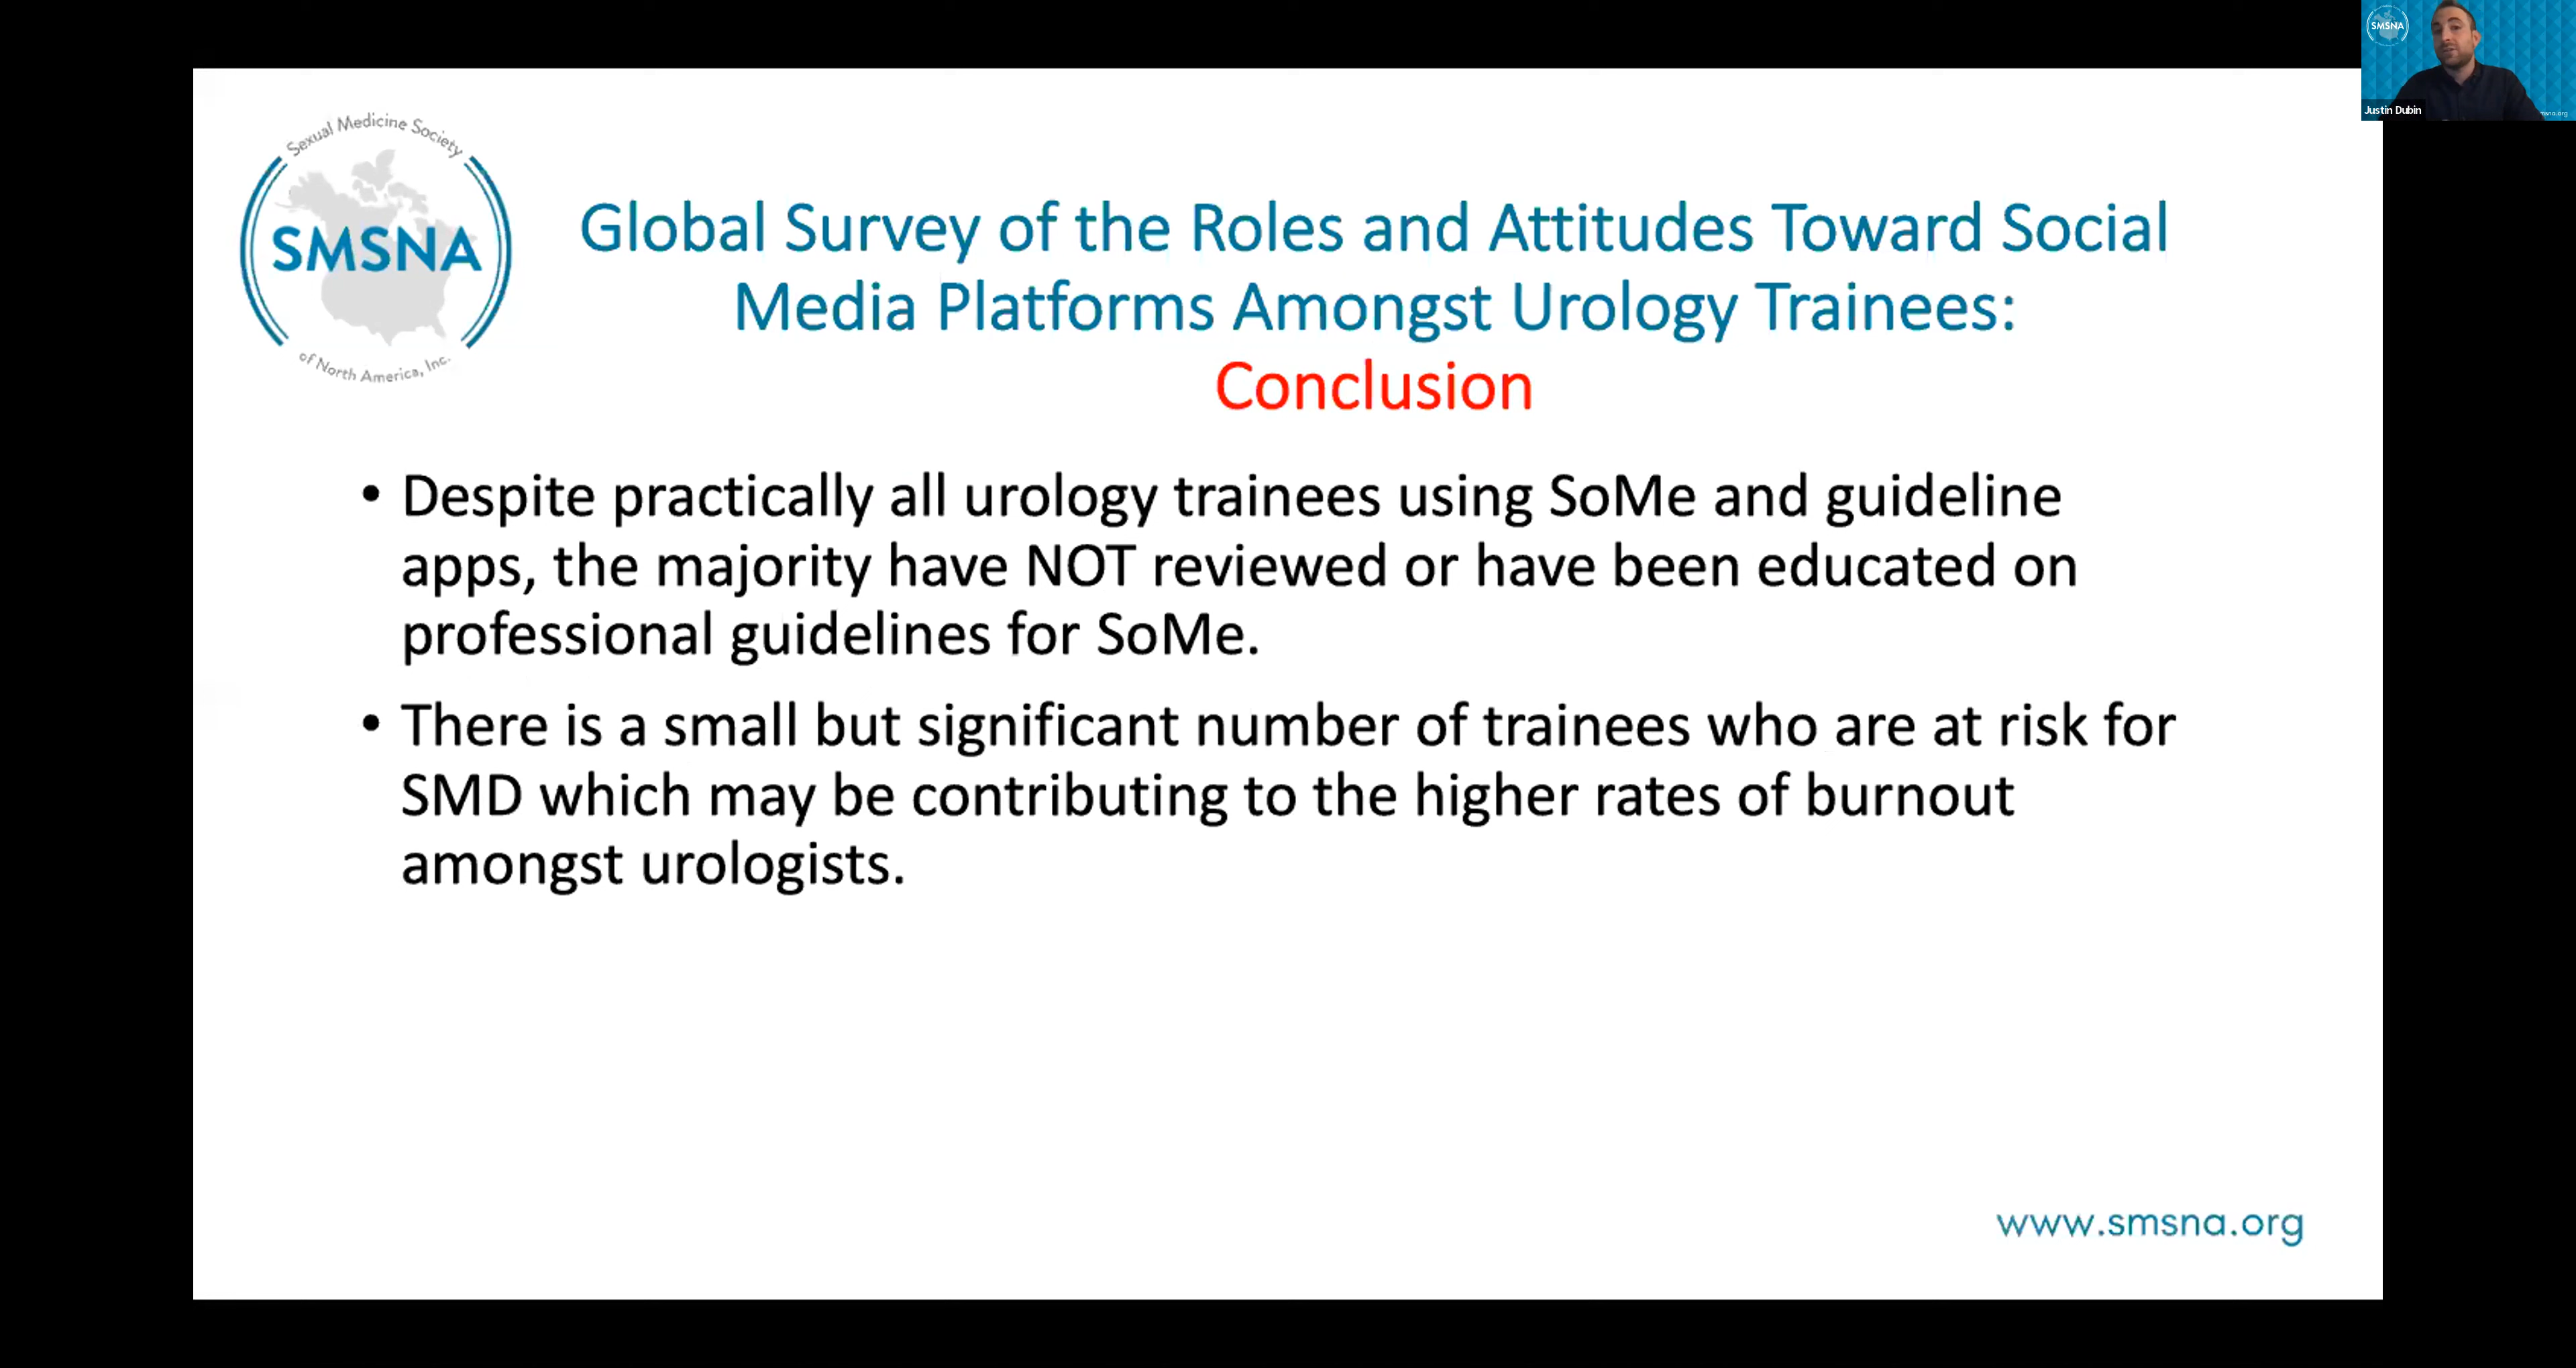 SMSNA
Justin Dubin
smsna.org
Sexual Medicine Society
SMSNA
of North America, Inc.
Global Survey of the Roles and Attitudes Toward Social
Media Platforms Amongst Urology Trainees:
Conclusion
• Despite practically all urology trainees using SoMe and guideline
apps, the majority have NOT reviewed or have been educated on
professional guidelines for SoMe.
• There is a small but significant number of trainees who are at risk for
SMD which may be contributing to the higher rates of burnout
amongst urologists.
www.smsna.org